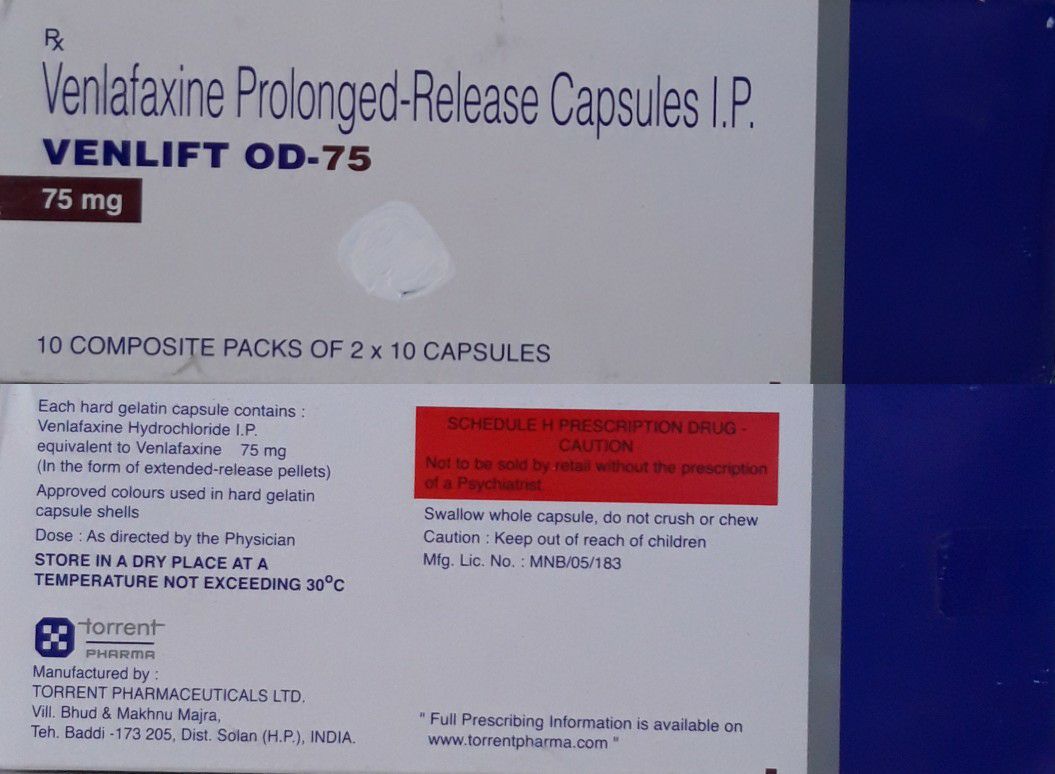 Rx
Venlafaxine Prolonged-Release Capsules I.P.
VENLIFT OD-75
75 mg
10 COMPOSITE PACKS OF 2 x 10 CAPSULES
Each hard gelatin capsule contains :
Venlafaxine Hydrochloride I.P.
equivalent to Venlafaxine 75 mg
(In the form of extended-release pellets)
Approved colours used in hard gelatin
capsule shells
Dose : As directed by the Physician
STORE IN A DRY PLACE AT A
TEMPERATURE NOT EXCEEDING 30°C
torrent
PHARMA
Manufactured by :
TORRENT PHARMACEUTICALS LTD.
Vill. Bhud & Makhnu Majra,
Teh. Baddi -173 205, Dist. Solan (H.P.), INDIA.
SCHEDULE H PRESCRIPTION DRUG -
CAUTION
Not to be sold by retail without the prescription
of a Psychiatrist
Swallow whole capsule, do not crush or chew
Caution : Keep out of reach of children
Mfg. Lic. No. : MNB/05/183
" Full Prescribing Information is available on
www.torrentpharma.com "